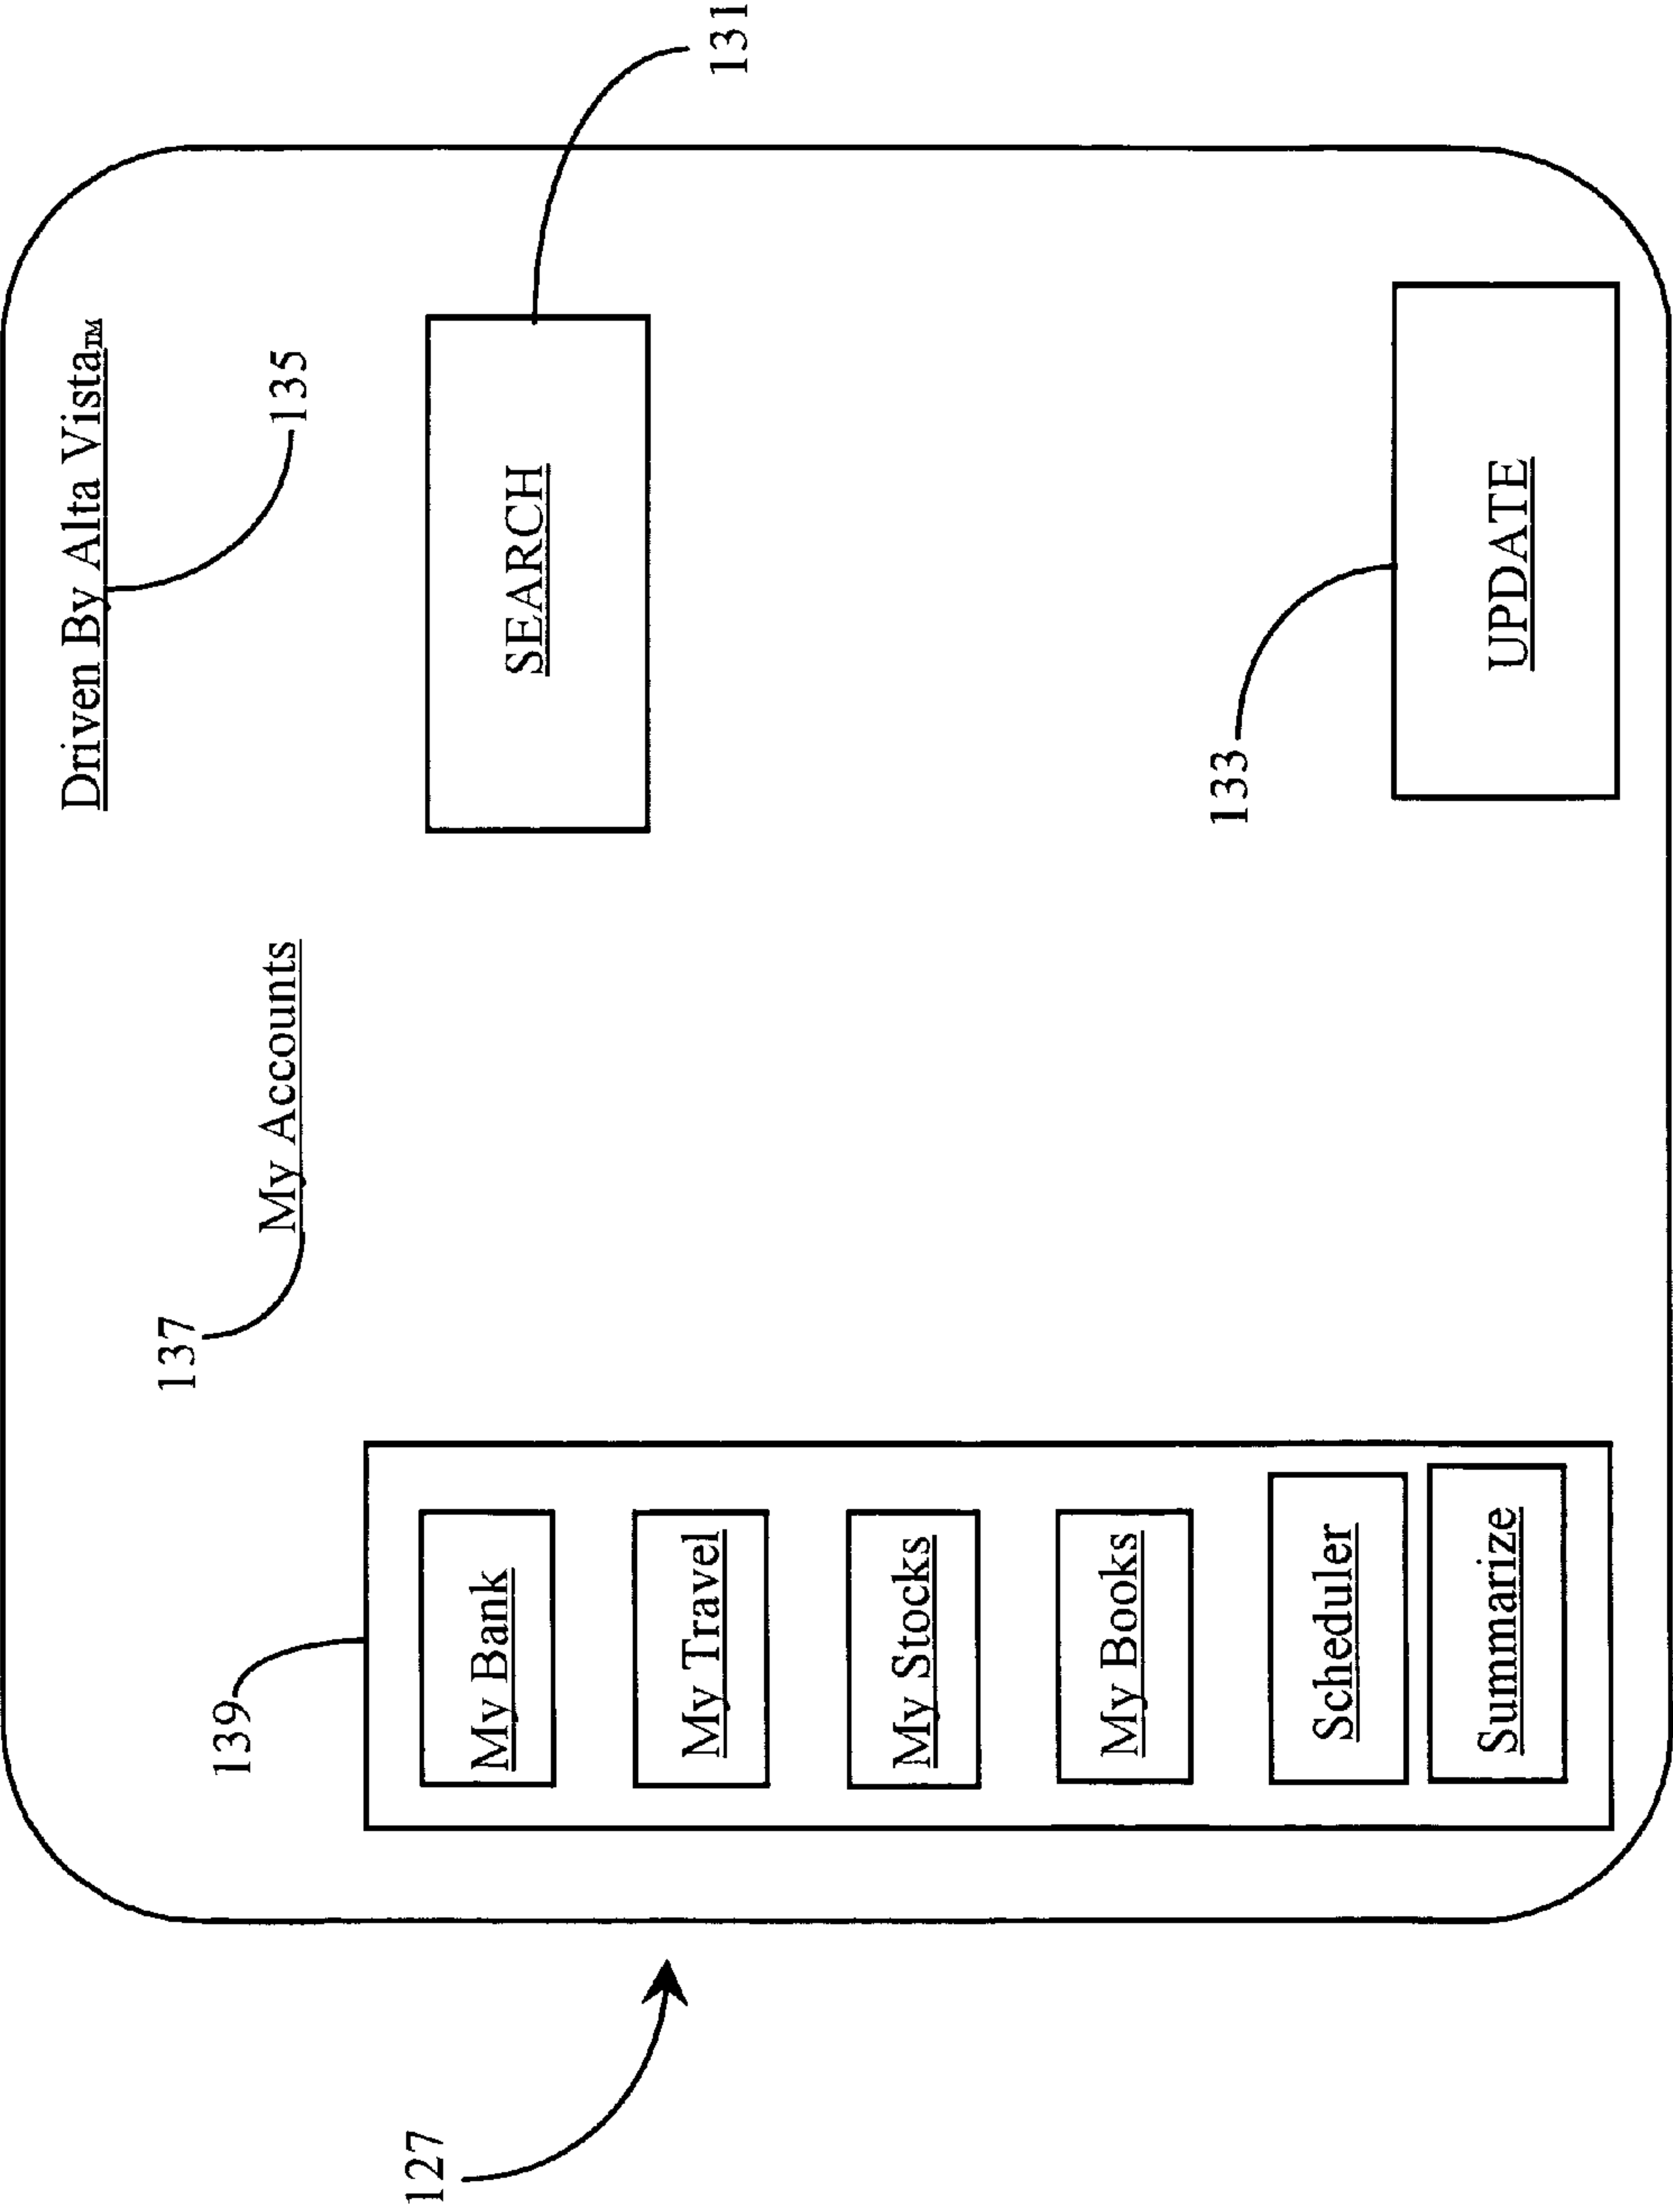 Driven By Alta Vista™
135
137
My Accounts
139
My Bank
SEARCH
131
127
My Travel
My Stocks
My Books
133
Scheduler
Summarize
UPDATE